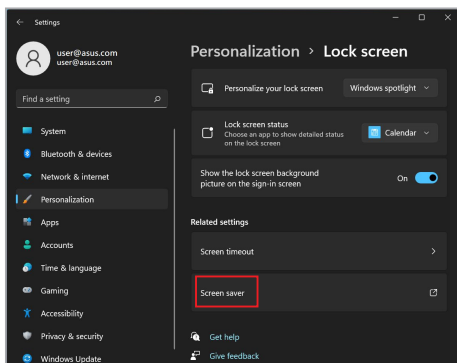 Settings
user@asus.com
user@asus.com
Find a setting
System
Bluetooth & devices
Network & internet
Personalization
Apps
Accounts
Time & language
Gaming
Accessibility
Privacy & security
Windows Update
Personalization > Lock screen
Personalize your lock screen
Windows spotlight
Lock screen status
Choose an app to show detailed status
on the lock screen
Calendar
Show the lock screen background
picture on the sign-in screen
On
Related settings
Screen timeout
Screen saver
Get help
Give feedback